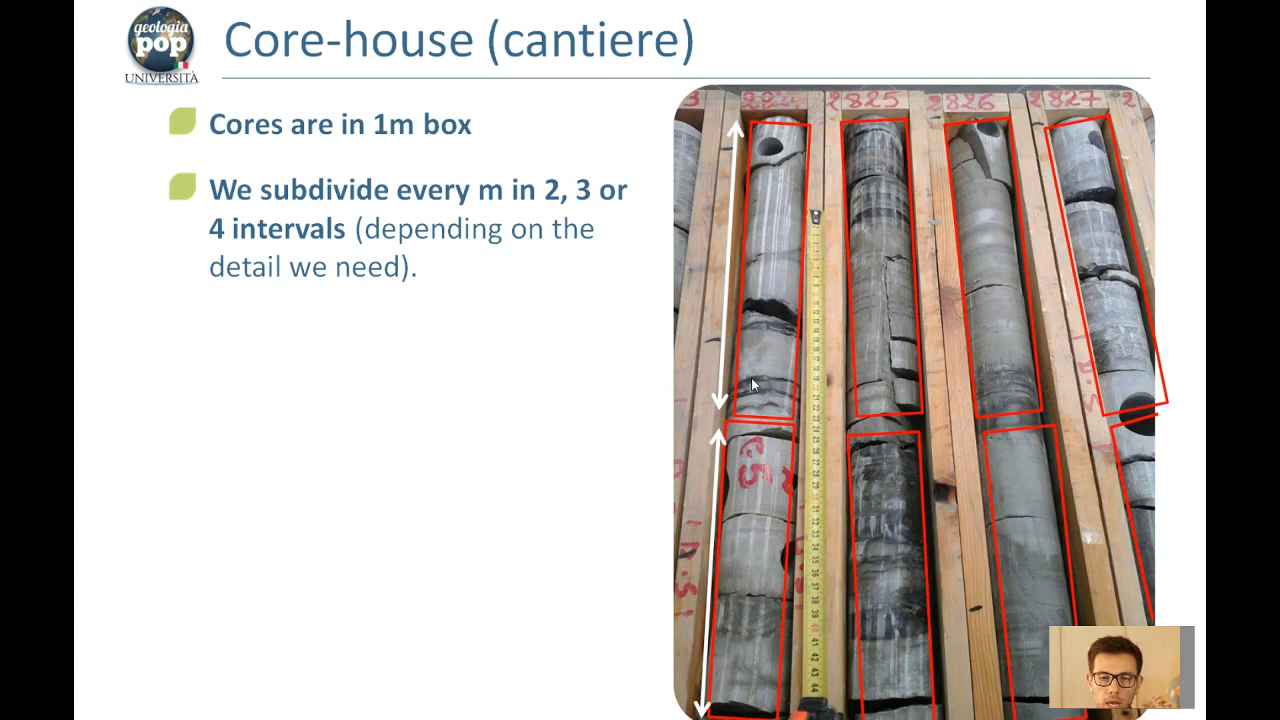 geologia
pop
UNIVERSITÀ
Core-house (cantiere)
Cores are in 1m box
We subdivide every m in 2, 3 or
4 intervals (depending on the
detail we need).
2825
2826
2827